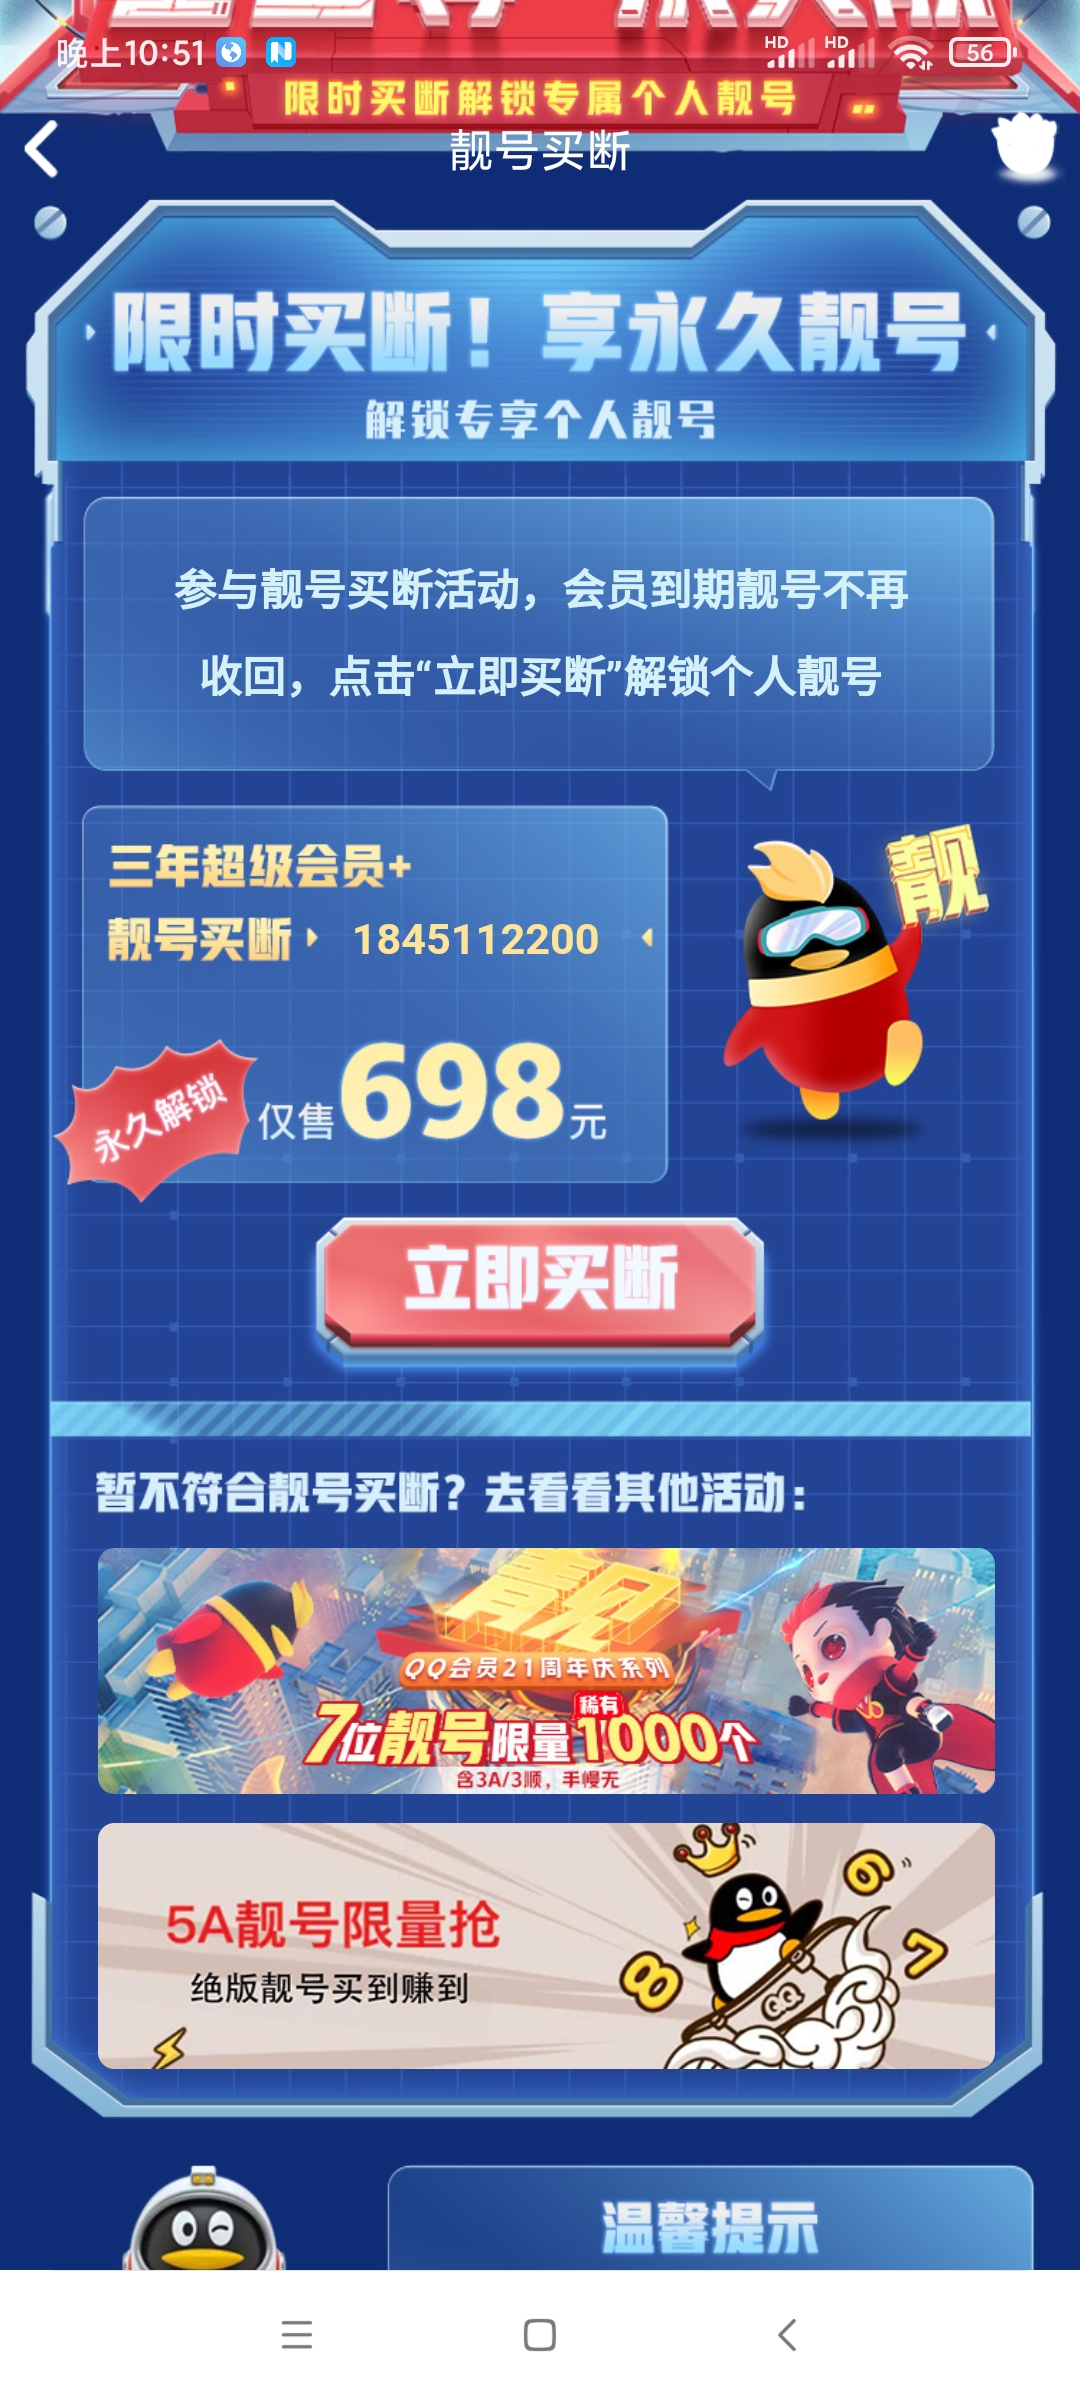 晚上10:51
HD HD 56
限时买断解锁专属个人靓号
靓号买断
限时买断！享永久靓号
解锁专享个人靓号
参与靓号买断活动，会员到期靓号不再
收回，点击“立即买断”解锁个人靓号
靓
三年超级会员+
靓号买断 1845112200
永久解锁
仅售698元
立即买断
暂不符合靓号买断？去看看其他活动：
靓
QQ会员21周年庆系列
稀有
7位靓号限量1000个
含3A/3顺，手慢无
5A靓号限量抢
绝版靓号买到赚到
6
7
8
QQ
温馨提示